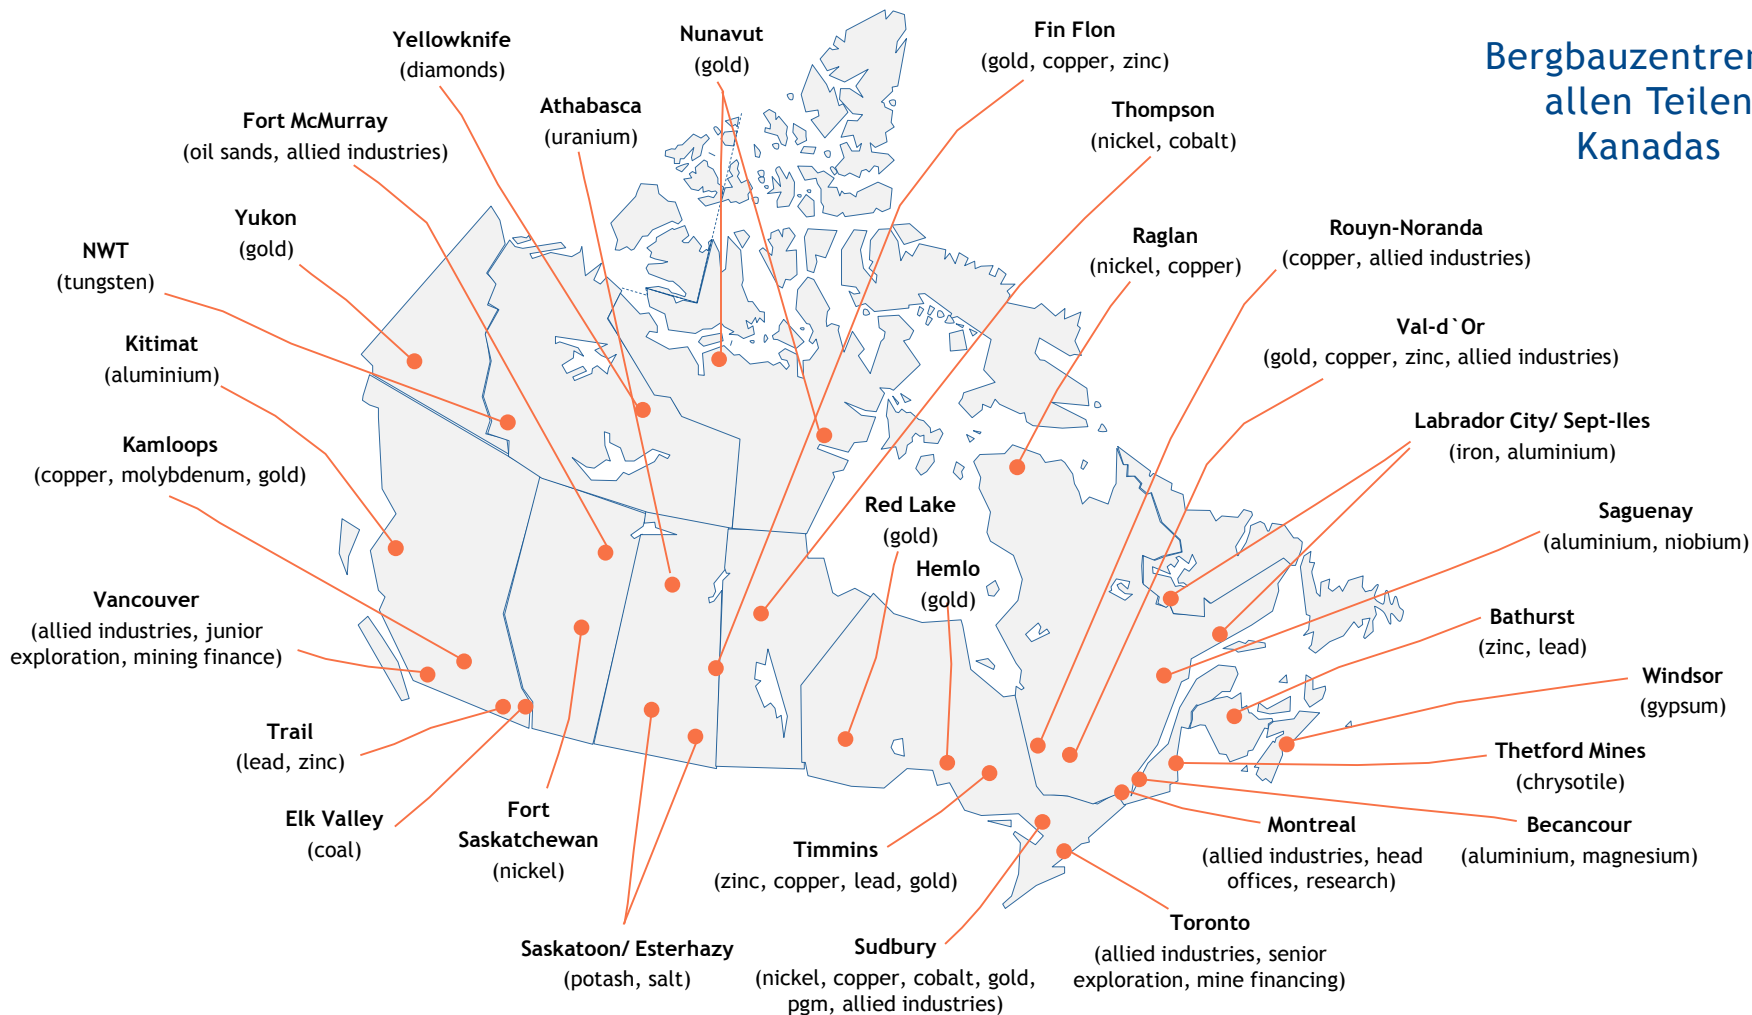 Bergbauzentren
allen Teilen
Kanadas
Yellowknife
(diamonds)
Nunavut
(gold)
Fin Flon
(gold, copper, zinc)
Athabasca
(uranium)
Thompson
(nickel, cobalt)
Fort McMurray
(oil sands, allied industries)
Yukon
(gold)
NWT
(tungsten)
Raglan
(nickel, copper)
Rouyn-Noranda
(copper, allied industries)
Kitimat
(aluminium)
Val-d`Or
(gold, copper, zinc, allied industries)
Kamloops
(copper, molybdenum, gold)
Labrador City/ Sept-Iles
(iron, aluminium)
Red Lake
(gold)
Saguenay
(aluminium, niobium)
Hemlo
(gold)
Vancouver
(allied industries, junior
exploration, mining finance)
Bathurst
(zinc, lead)
Windsor
(gypsum)
Trail
(lead, zinc)
Thetford Mines
(chrysotile)
Elk Valley
(coal)
Fort
Saskatchewan
(nickel)
Timmins
(zinc, copper, lead, gold)
Montreal
(allied industries, head
offices, research)
Becancour
(aluminium, magnesium)
Saskatoon/ Esterhazy
(potash, salt)
Sudbury
(nickel, copper, cobalt, gold,
pgm, allied industries)
Toronto
(allied industries, senior
exploration, mine financing)